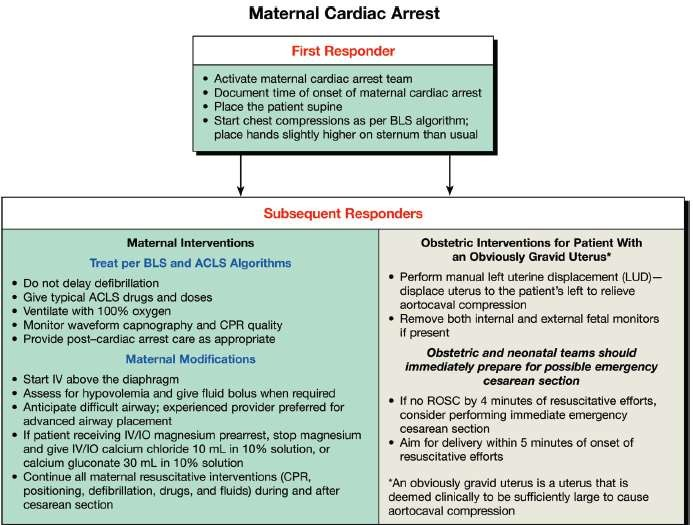 Maternal Cardiac Arrest
First Responder
• Activate maternal cardiac arrest team
• Document time of onset of maternal cardiac arrest
• Place the patient supine
• Start chest compressions as per BLS algorithm;
place hands slightly higher on sternum than usual
Subsequent Responders
Maternal Interventions
Treat per BLS and ACLS Algorithms
• Do not delay defibrillation
• Give typical ACLS drugs and doses
• Ventilate with 100% oxygen
• Monitor waveform capnography and CPR quality
• Provide post–cardiac arrest care as appropriate
Maternal Modifications
• Start IV above the diaphragm
• Assess for hypovolemia and give fluid bolus when required
• Anticipate difficult airway; experienced provider preferred for
advanced airway placement
• If patient receiving IV/IO magnesium prearrest, stop magnesium
and give IV/IO calcium chloride 10 mL in 10% solution, or
calcium gluconate 30 mL in 10% solution
• Continue all maternal resuscitative interventions (CPR,
positioning, defibrillation, drugs, and fluids) during and after
cesarean section
Obstetric Interventions for Patient With
an Obviously Gravid Uterus*
• Perform manual left uterine displacement (LUD)—
displace uterus to the patient's left to relieve
aortocaval compression
• Remove both internal and external fetal monitors
if present
Obstetric and neonatal teams should
immediately prepare for possible emergency
cesarean section
• If no ROSC by 4 minutes of resuscitative efforts,
consider performing immediate emergency
cesarean section
• Aim for delivery within 5 minutes of onset of
resuscitative efforts
*An obviously gravid uterus is a uterus that is
deemed clinically to be sufficiently large to cause
aortocaval compression